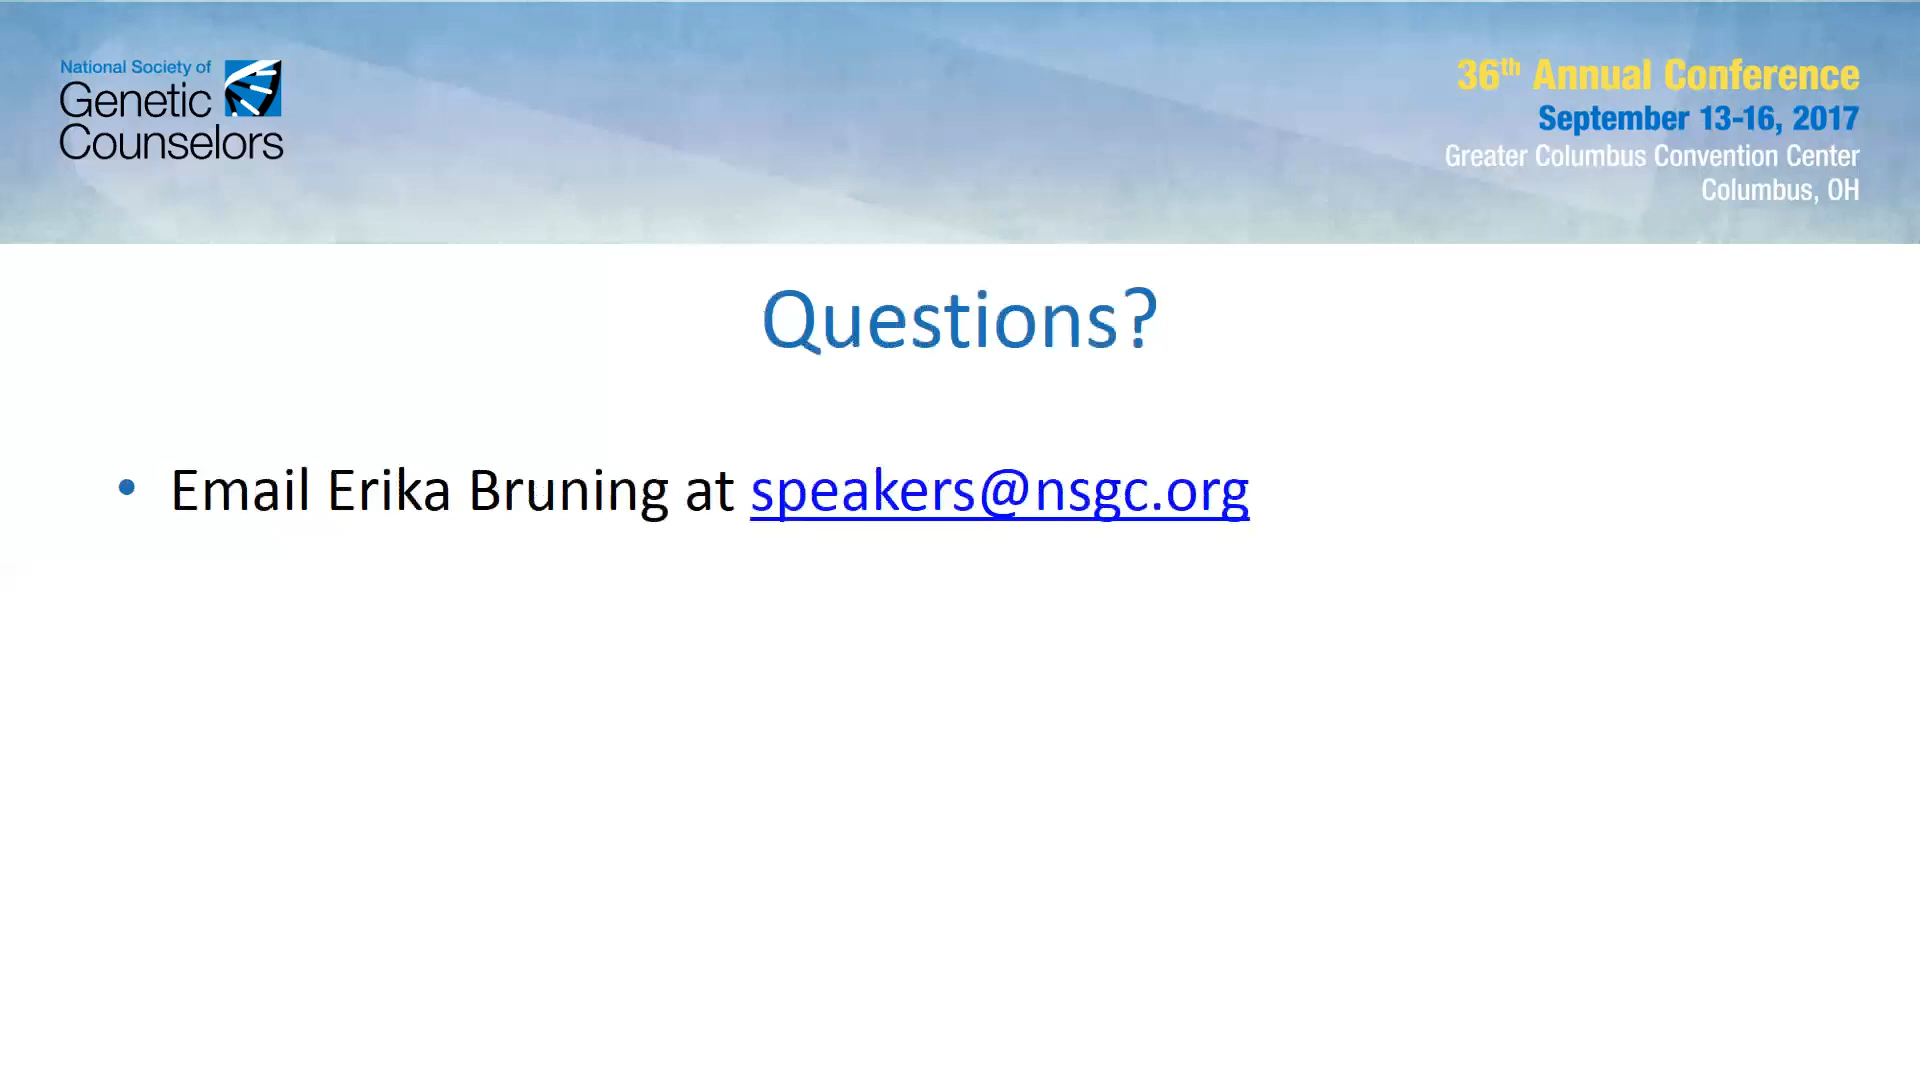 National Society of
Genetic
Counselors
36th Annual Conference
September 13-16, 2017
Greater Columbus Convention Center
Columbus, OH
Questions?
• Email Erika Bruning at speakers@nsgc.org